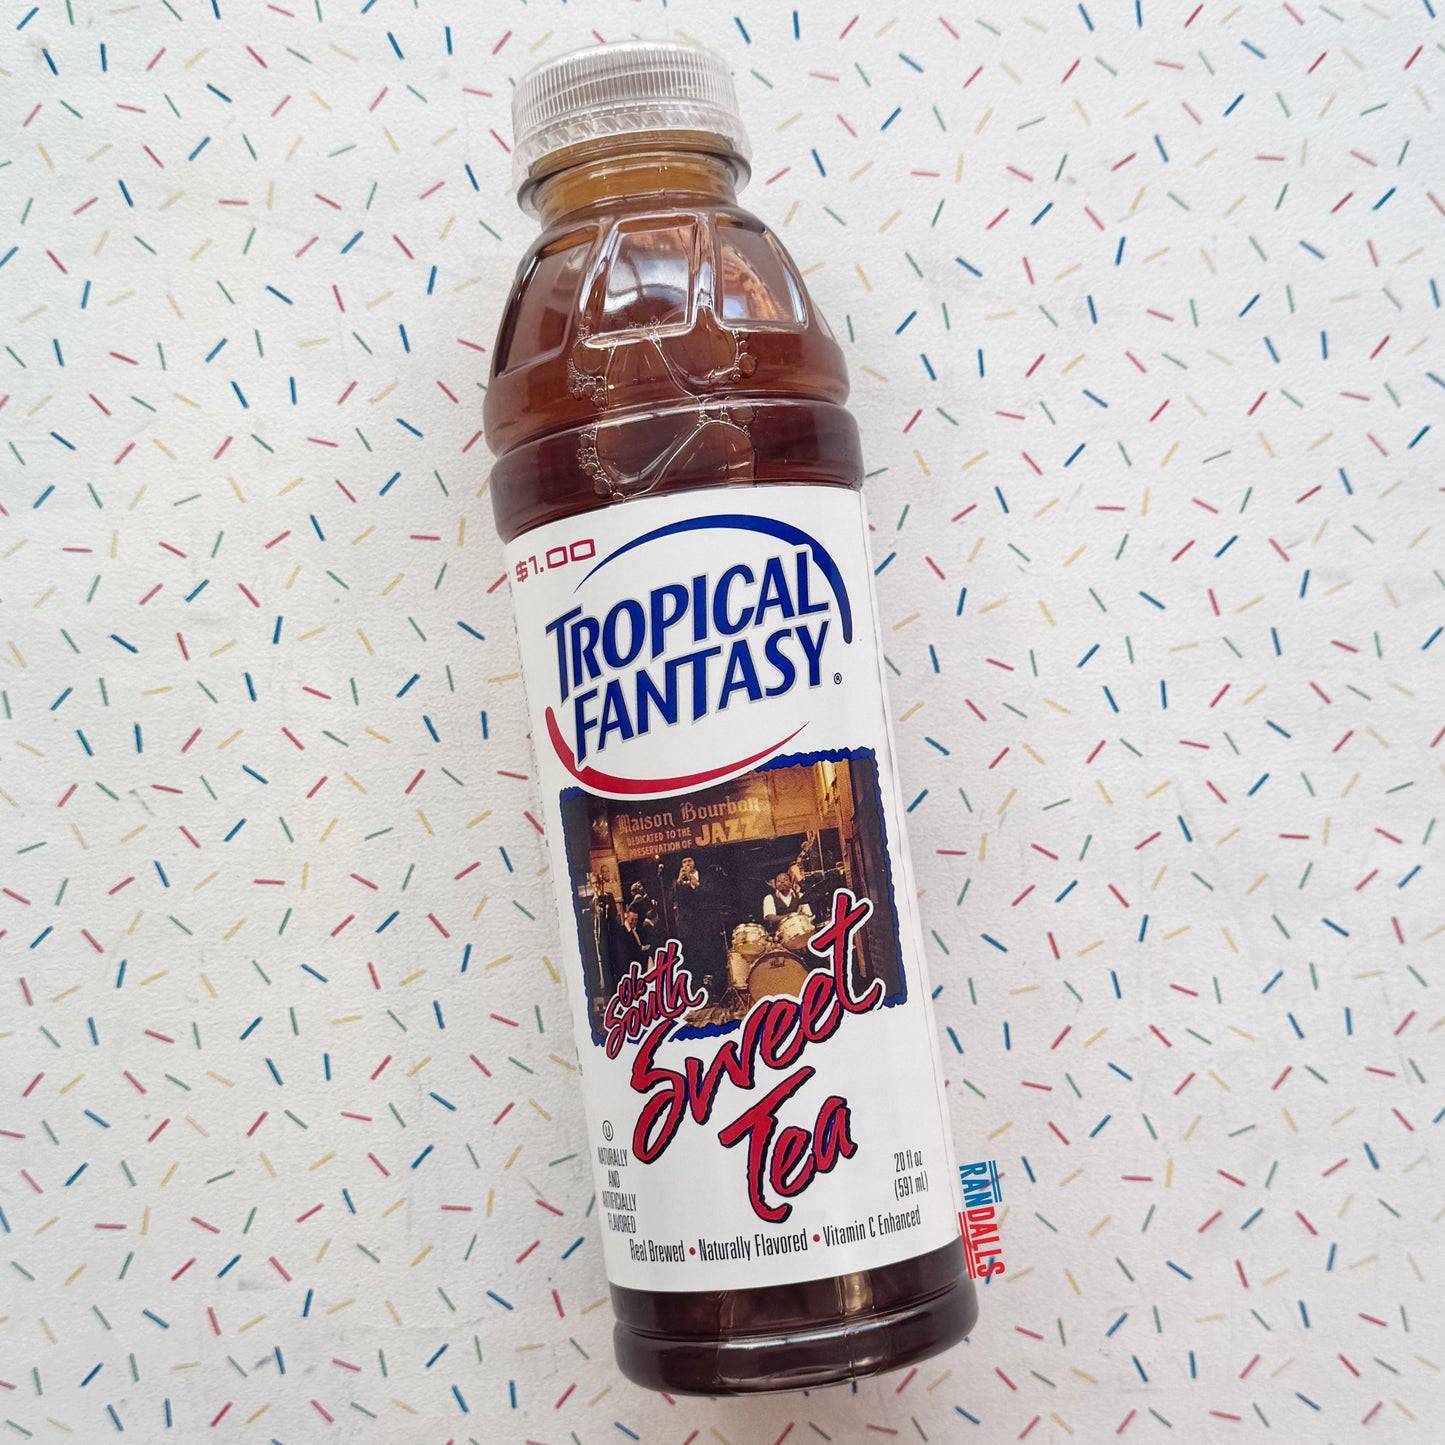 $1.00
TROPICAL
FANTASY®
Maison Bourbon
DEDICATED TO THE
PRESERVATION OF JAZZ
Ole
South
Sweet
Tea
U
NATURALLY
AND
ARTIFICIALLY
FLAVORED
20 fl oz
(591 mL)
Real Brewed • Naturally Flavored • Vitamin C Enhanced
RANDALLS